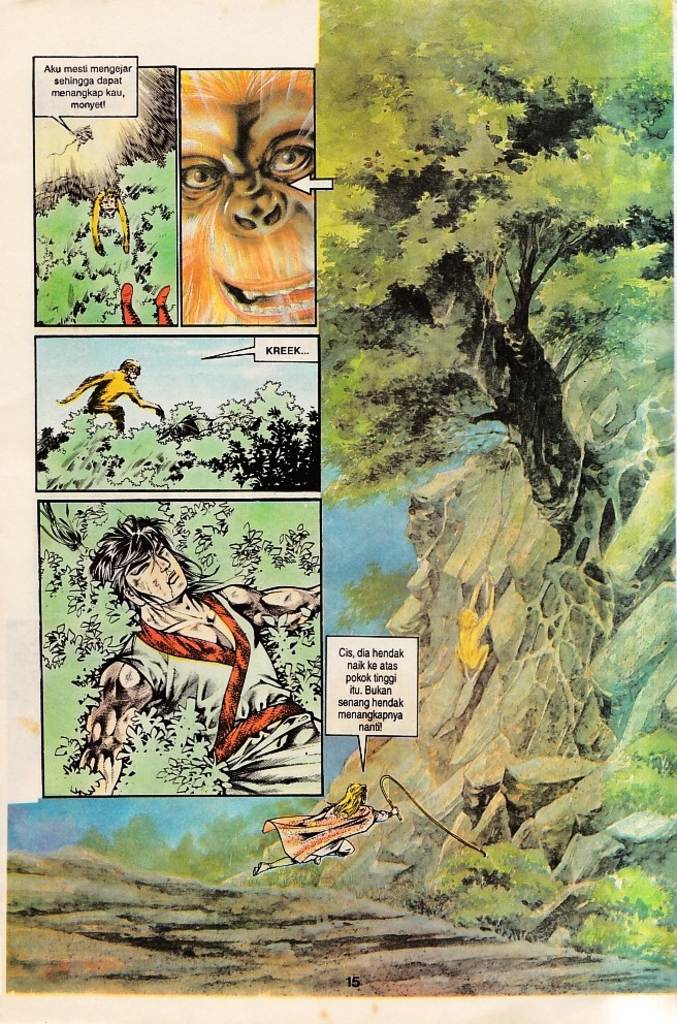 Aku mesti mengejar
sehingga dapat
menangkap kau,
monyet!
KREEK...
Cis, dia hendak
naik ke atas
pokok tinggi
itu. Bukan
senang hendak
menangkapnya
nanti!
15